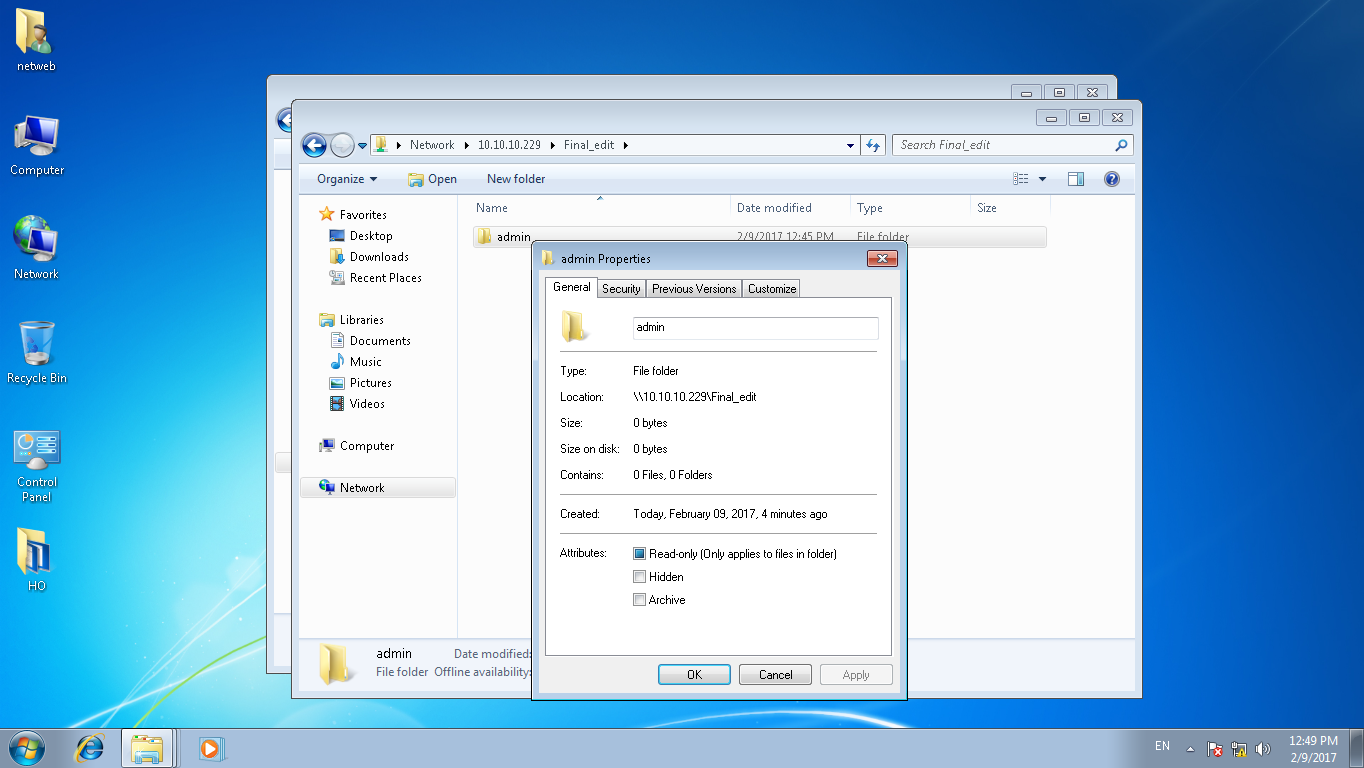 netweb
Computer
Network
Recycle Bin
Control
Panel
HO
Network 10.10.10.229 Final_edit
Search Final_edit
Organize Open New folder
Favorites
Desktop
Downloads
Recent Places
Libraries
Documents
Music
Pictures
Videos
Computer
Network
Name Date modified Type Size
admin 2/9/2017 12:45 PM File folder
admin Properties
General Security Previous Versions Customize
admin
Type: File folder
Location: \\10.10.10.229\Final_edit
Size: 0 bytes
Size on disk: 0 bytes
Contains: 0 Files, 0 Folders
Created: Today, February 09, 2017, 4 minutes ago
Attributes: Read-only (Only applies to files in folder)
Hidden
Archive
OK Cancel Apply
admin Date modified:
File folder Offline availability:
EN
12:49 PM
2/9/2017